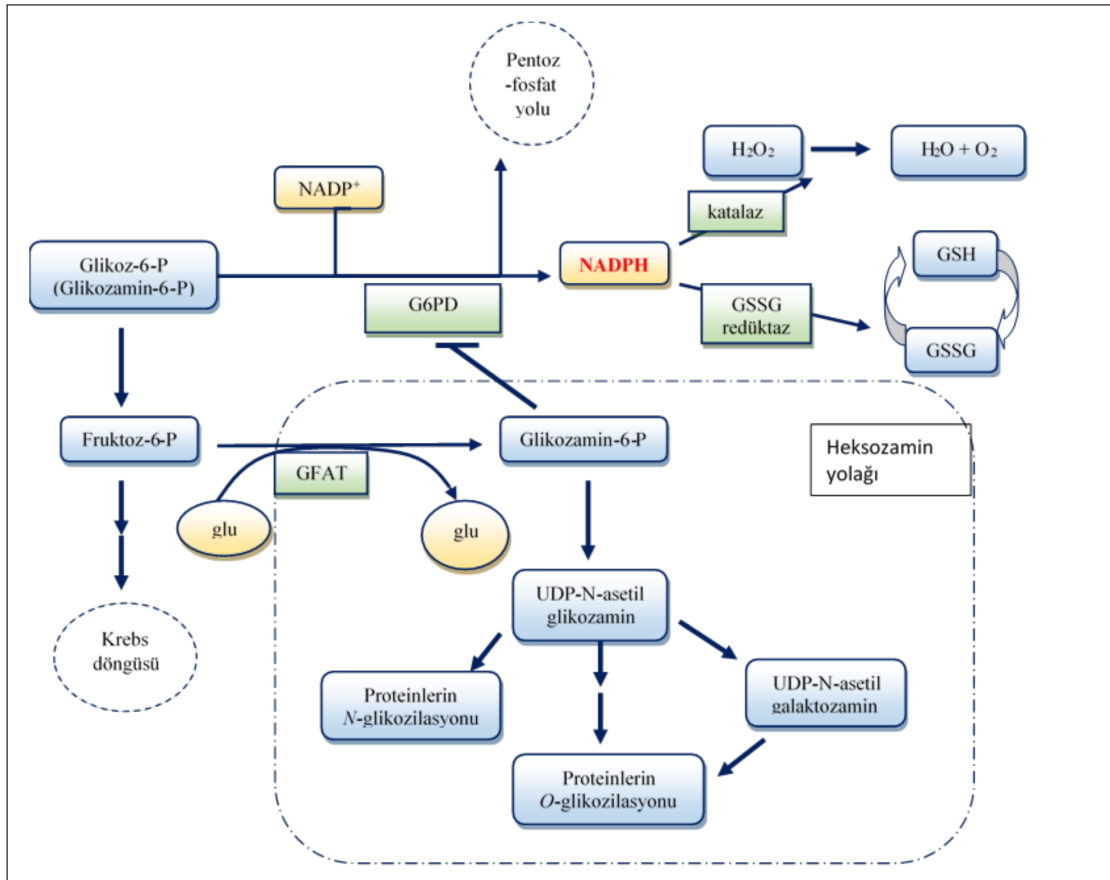 Pentoz
-fosfat
yolu
H₂O₂
H₂O + O₂
NADP⁺
katalaz
Glikoz-6-P
(Glikozamin-6-P)
NADPH
GSH
G6PD
GSSG
redüktaz
GSSG
Fruktoz-6-P
Glikozamin-6-P
Heksozamin
yolağı
GFAT
glu
glu
UDP-N-asetil
glikozamin
Krebs
döngüsü
Proteinlerin
N-glikozilasyonu
UDP-N-asetil
galaktozamin
Proteinlerin
O-glikozilasyonu